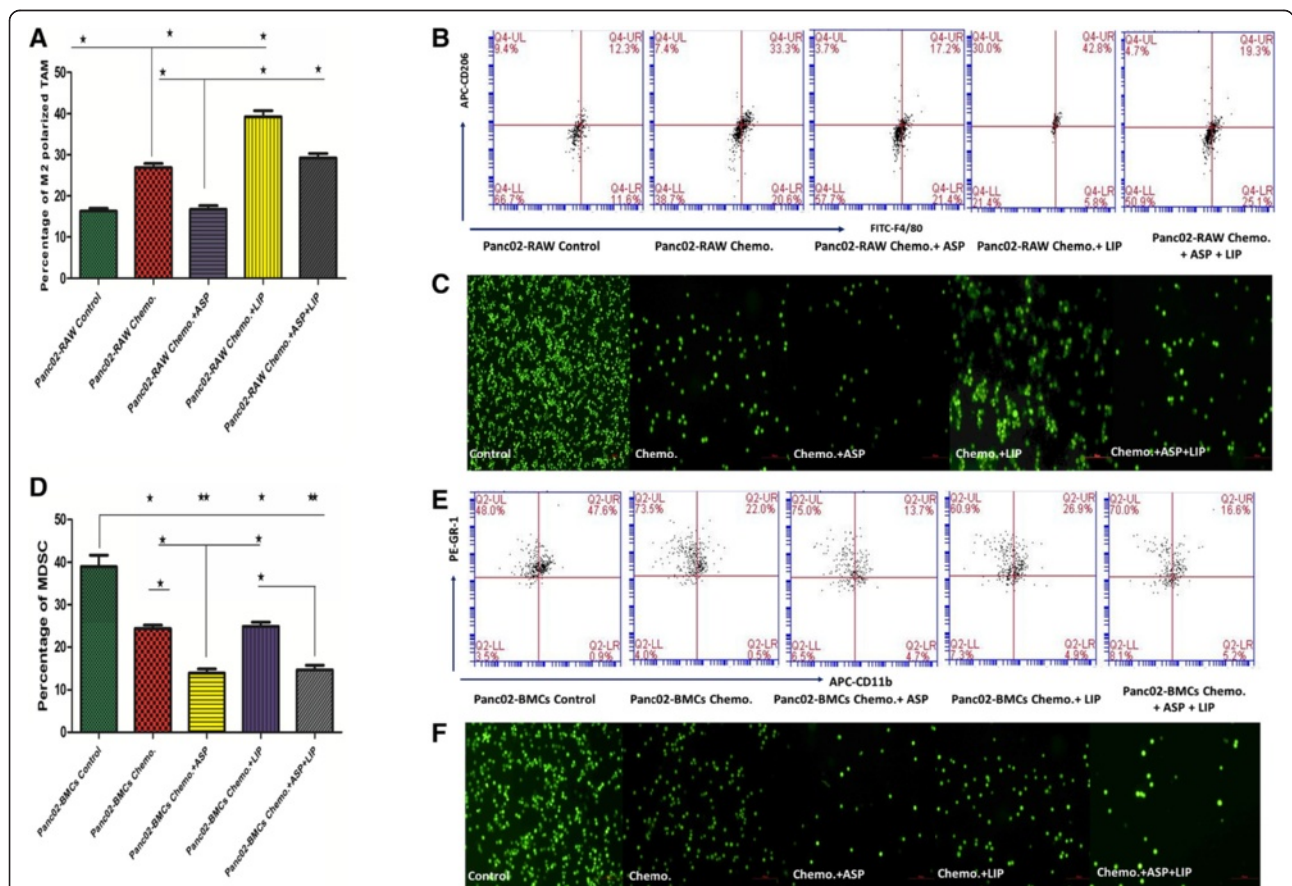 A
* * *
* * *
Percentage of M2 polarized TAM
50
40
30
20
10
0
Panc02-RAW Control
Panc02-RAW Chemo.
Panc02-RAW Chemo.+ASP
Panc02-RAW Chemo.+LIP
Panc02-RAW Chemo.+ASP+LIP
B
APC-CD206
Q4-UL Q4-UR
9.4% 12.3%
Q4-LL Q4-LR
66.7% 11.6%
Q4-UL Q4-UR
7.4% 33.3%
Q4-LL Q4-LR
38.7% 20.6%
Q4-UL Q4-UR
3.7% 17.2%
Q4-LL Q4-LR
57.7% 21.4%
Q4-UL Q4-UR
30.0% 42.8%
Q4-LL Q4-LR
21.4% 5.8%
Q4-UL Q4-UR
4.7% 19.3%
Q4-LL Q4-LR
50.9% 25.1%
FITC-F4/80
Panc02-RAW Control
Panc02-RAW Chemo.
Panc02-RAW Chemo.+ ASP
Panc02-RAW Chemo.+ LIP
Panc02-RAW Chemo.
+ ASP + LIP
C
Control
Chemo.
Chemo.+ASP
Chemo.+LIP
Chemo.+ASP+LIP
D
* ** * **
* *
* *
Percentage of MDSC
50
40
30
20
10
0
Panc02-BMCs Control
Panc02-BMCs Chemo.
Panc02-BMCs Chemo.+ASP
Panc02-BMCs Chemo.+LIP
Panc02-BMCs Chemo.+ASP+LIP
E
PE-GR-1
Q2-UL Q2-UR
48.0% 47.6%
Q2-LL Q2-LR
3.5% 0.9%
Q2-UL Q2-UR
73.5% 22.0%
Q2-LL Q2-LR
4.0% 0.5%
Q2-UL Q2-UR
75.0% 13.7%
Q2-LL Q2-LR
6.5% 4.7%
Q2-UL Q2-UR
60.9% 26.9%
Q2-LL Q2-LR
7.3% 4.9%
Q2-UL Q2-UR
70.0% 16.6%
Q2-LL Q2-LR
8.1% 5.2%
APC-CD11b
Panc02-BMCs Control
Panc02-BMCs Chemo.
Panc02-BMCs Chemo.+ ASP
Panc02-BMCs Chemo.+ LIP
Panc02-BMCs Chemo.
+ ASP + LIP
F
Control
Chemo.
Chemo.+ASP
Chemo.+LIP
Chemo.+ASP+LIP